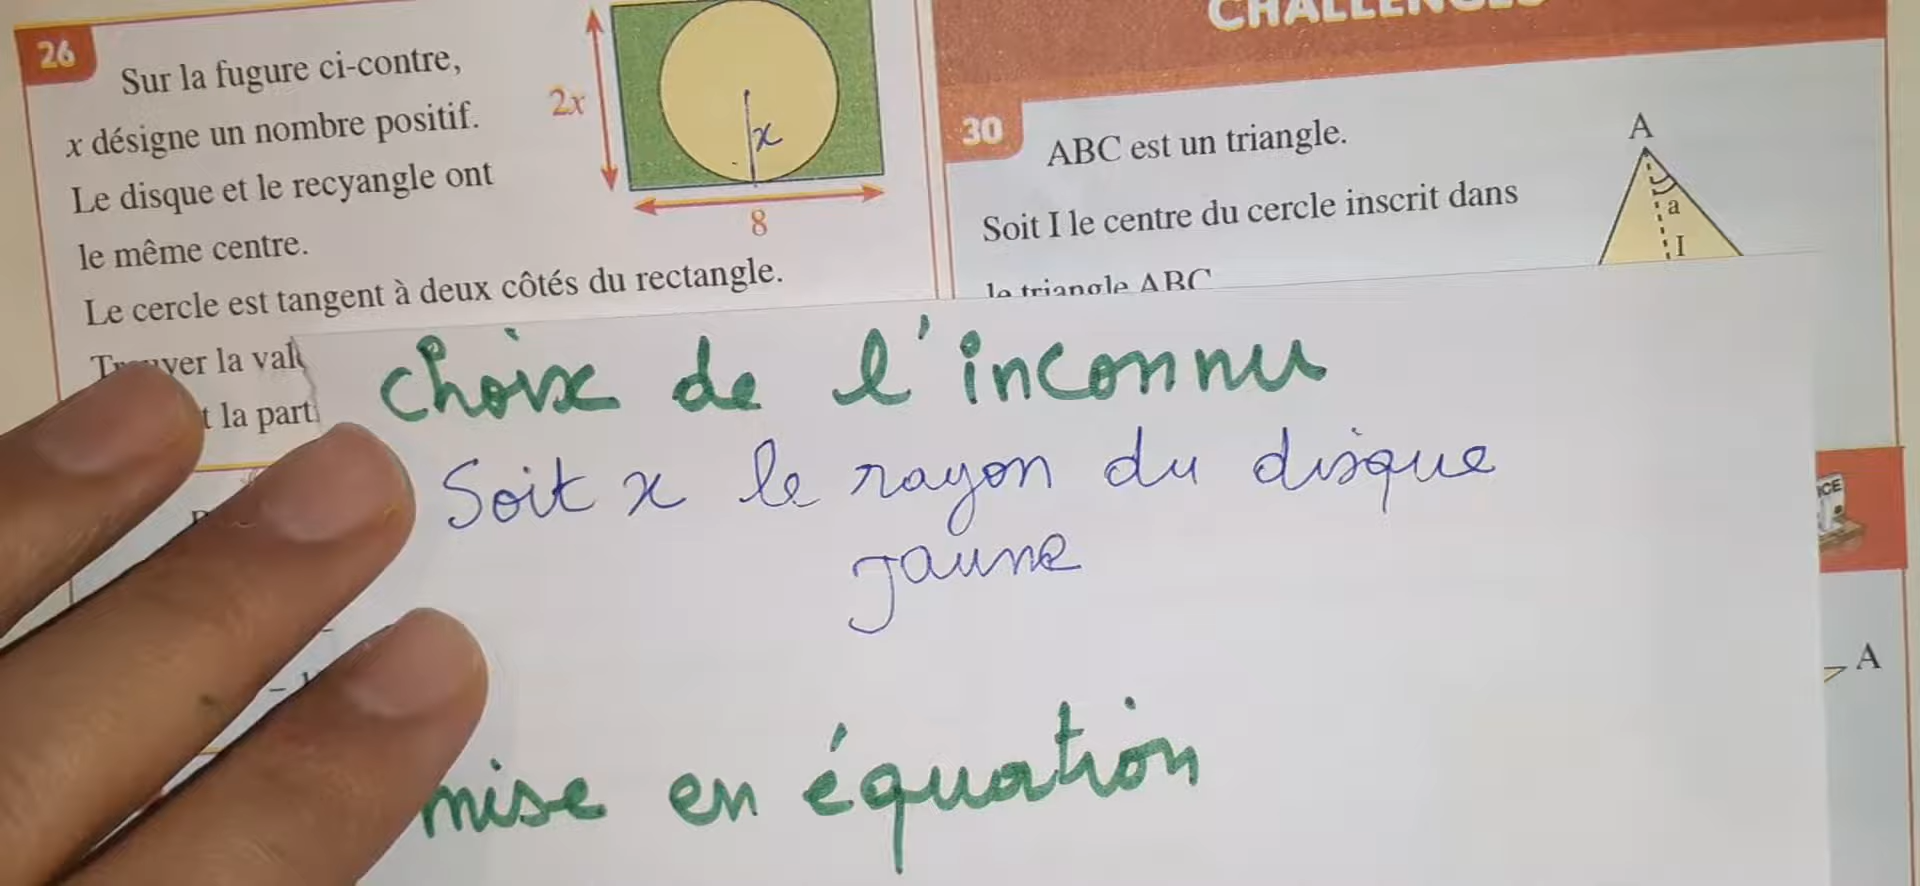 26
Sur la fugure ci-contre,
x désigne un nombre positif.
Le disque et le recyangle ont
le même centre.
Le cercle est tangent à deux côtés du rectangle.
la
la
2x
x
8
30
ABC est un triangle.
Soit I le centre du cercle inscrit dans
le triangle ABC
A
a
I
choix de l'inconnu
Soit x le rayon du disque
jaune
mise en équation
A